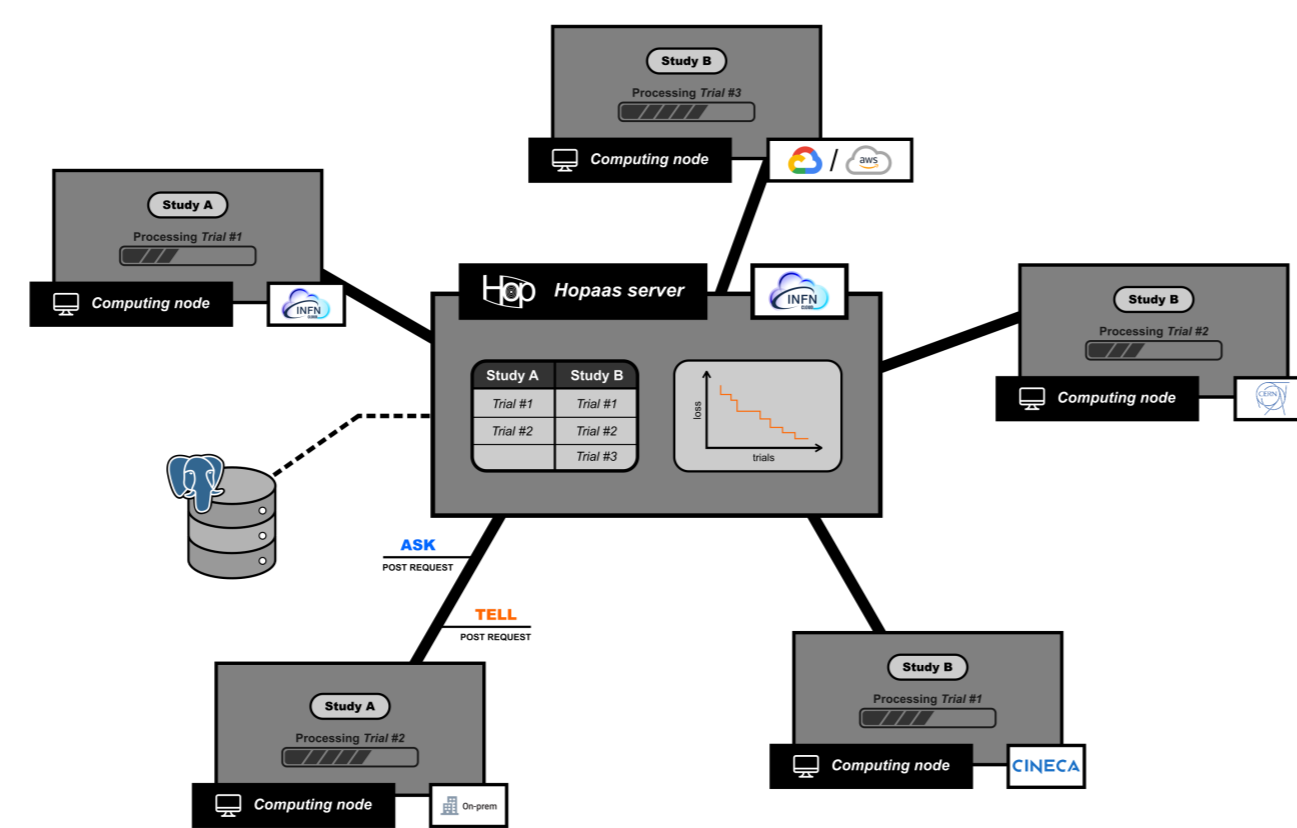 Study B
Processing Trial #3
Computing node
/ aws
Study A
Processing Trial #1
Computing node
INFN
Hop Hopaas server
INFN
Study B
Processing Trial #2
Computing node
CERN
Study A Study B
Trial #1 Trial #1
Trial #2 Trial #2
Trial #3
loss
trials
ASK
POST REQUEST
TELL
POST REQUEST
Study A
Processing Trial #2
Computing node
On-prem
Study B
Processing Trial #1
Computing node
CINECA